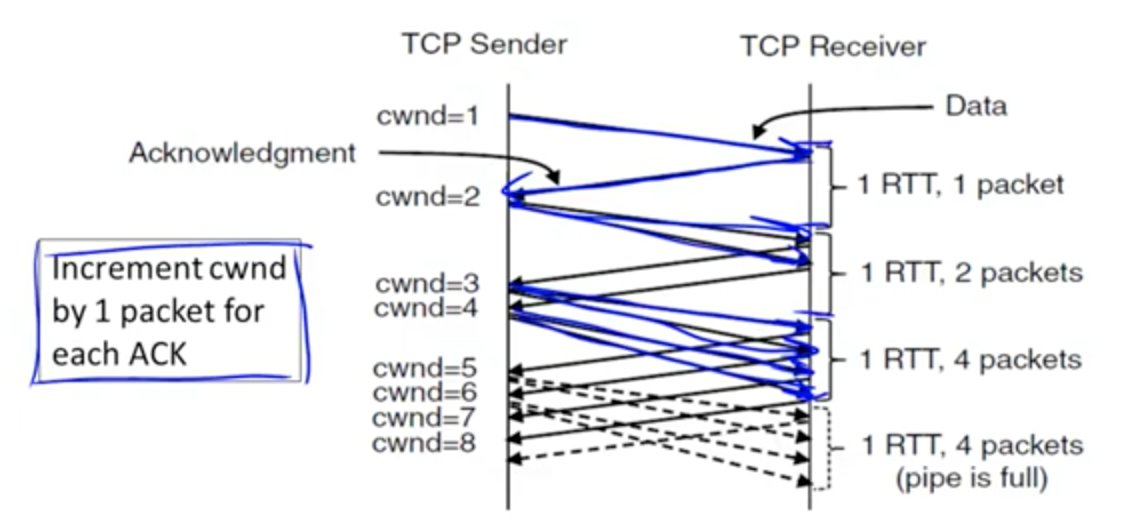 TCP Sender
TCP Receiver
cwnd=1
Data
Acknowledgment
1 RTT, 1 packet
cwnd=2
Increment cwnd
by 1 packet for
each ACK
1 RTT, 2 packets
cwnd=3
cwnd=4
1 RTT, 4 packets
cwnd=5
cwnd=6
cwnd=7
cwnd=8
1 RTT, 4 packets
(pipe is full)